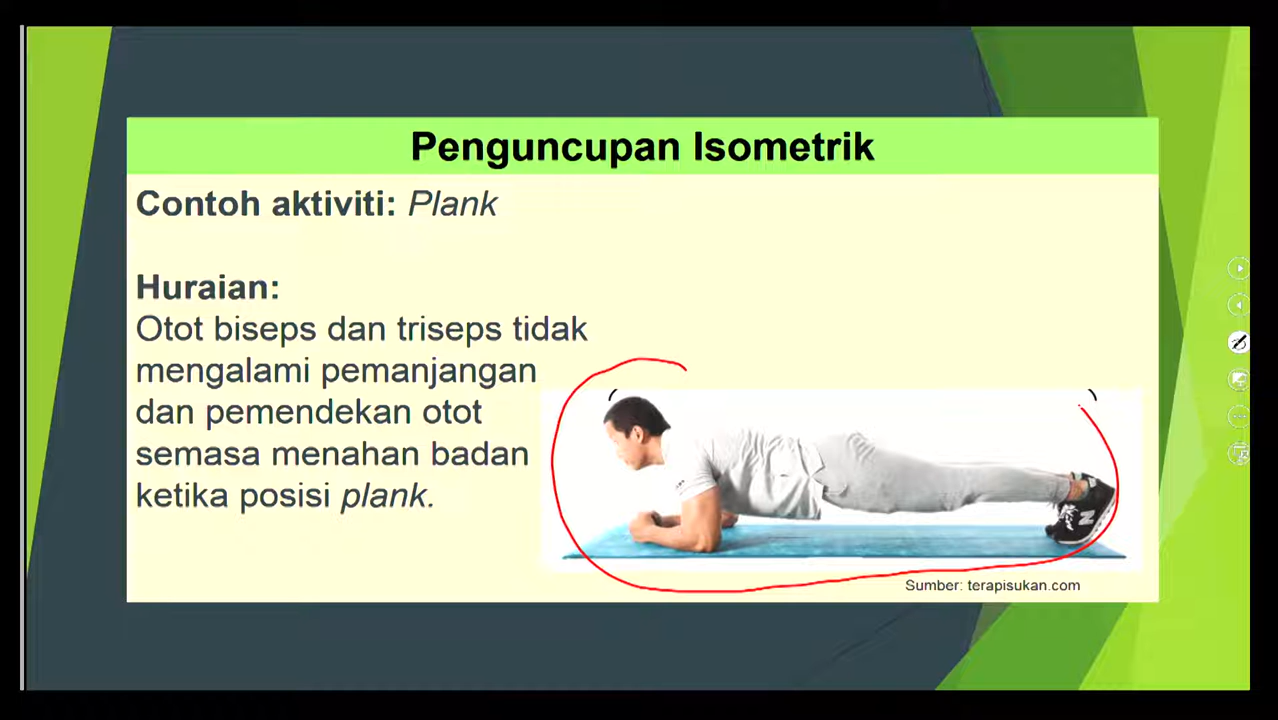 Penguncupan Isometrik
Contoh aktiviti: Plank
Huraian:
Otot biseps dan triseps tidak
mengalami pemanjangan
dan pemendekan otot
semasa menahan badan
ketika posisi plank.
Sumber: terapisukan.com